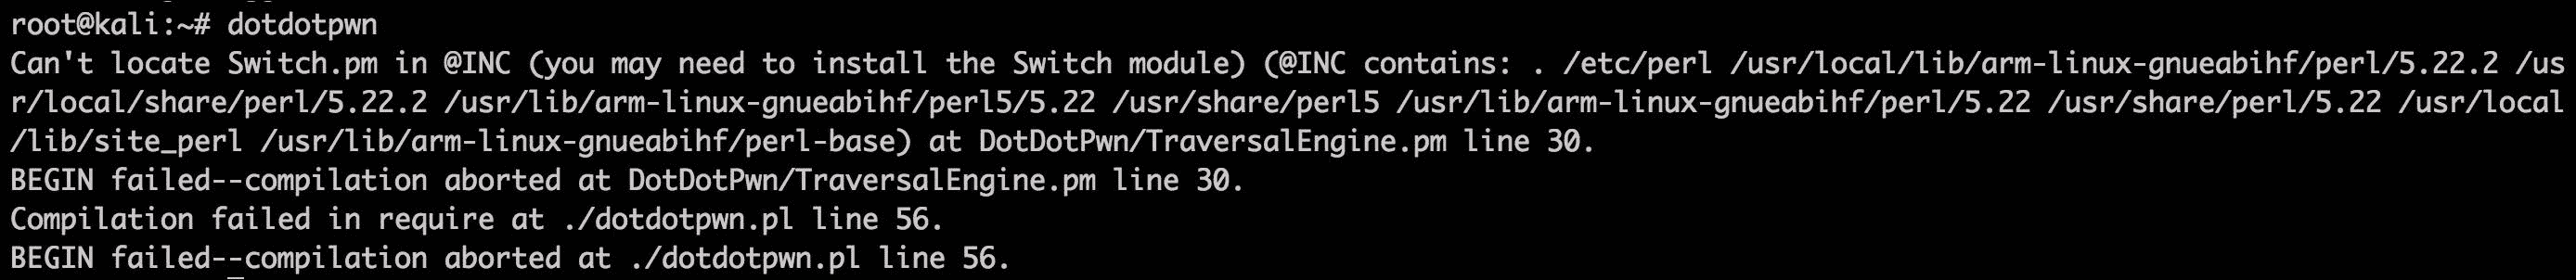 root@kali:~# dotdotpwn
Can't locate Switch.pm in @INC (you may need to install the Switch module) (@INC contains: . /etc/perl /usr/local/lib/arm-linux-gnueabihf/perl/5.22.2 /us
r/local/share/perl/5.22.2 /usr/lib/arm-linux-gnueabihf/perl5/5.22 /usr/share/perl5 /usr/lib/arm-linux-gnueabihf/perl/5.22 /usr/share/perl/5.22 /usr/local
/lib/site_perl /usr/lib/arm-linux-gnueabihf/perl-base) at DotDotPwn/TraversalEngine.pm line 30.
BEGIN failed--compilation aborted at DotDotPwn/TraversalEngine.pm line 30.
Compilation failed in require at ./dotdotpwn.pl line 56.
BEGIN failed--compilation aborted at ./dotdotpwn.pl line 56.